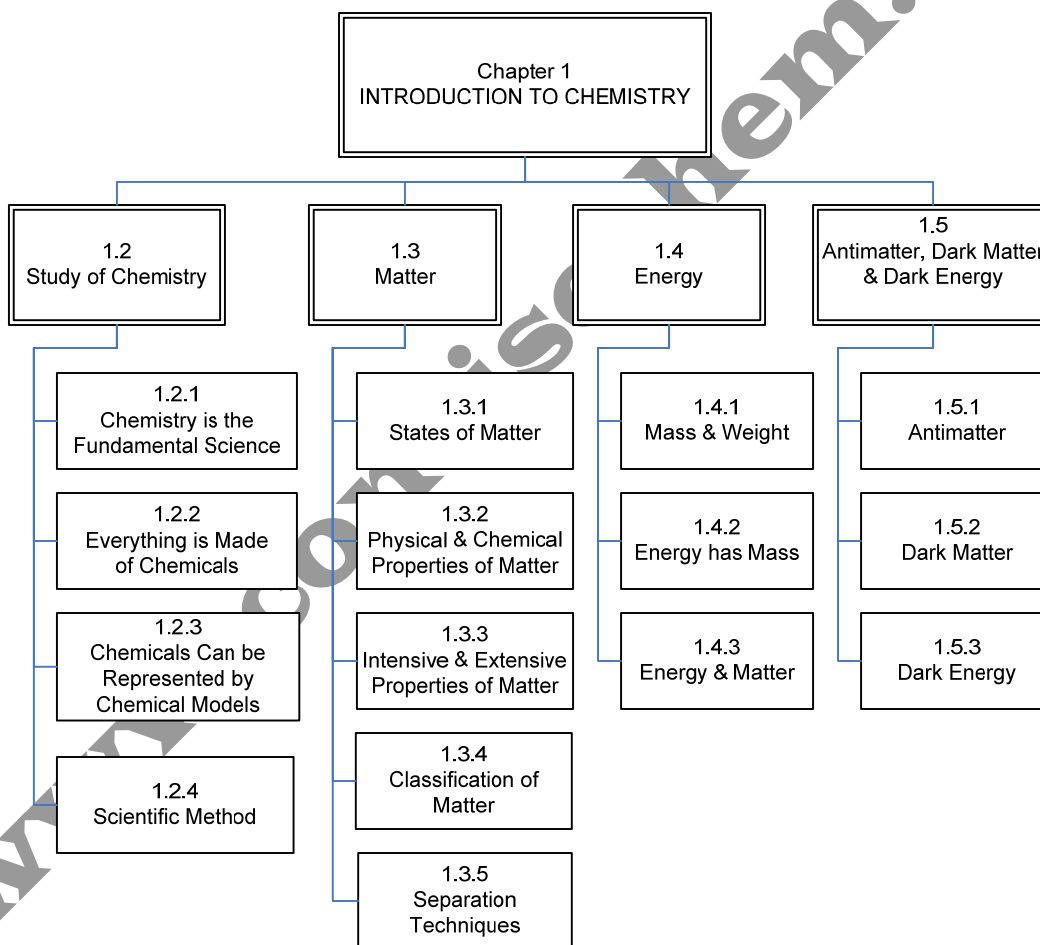 Chapter 1
INTRODUCTION TO CHEMISTRY
1.2
Study of Chemistry
1.3
Matter
1.4
Energy
1.5
Antimatter, Dark Matter
& Dark Energy
1.2.1
Chemistry is the
Fundamental Science
1.2.2
Everything is Made
of Chemicals
1.2.3
Chemicals Can be
Represented by
Chemical Models
1.2.4
Scientific Method
1.3.1
States of Matter
1.3.2
Physical & Chemical
Properties of Matter
1.3.3
Intensive & Extensive
Properties of Matter
1.3.4
Classification of
Matter
1.3.5
Separation
Techniques
1.4.1
Mass & Weight
1.4.2
Energy has Mass
1.4.3
Energy & Matter
1.5.1
Antimatter
1.5.2
Dark Matter
1.5.3
Dark Energy